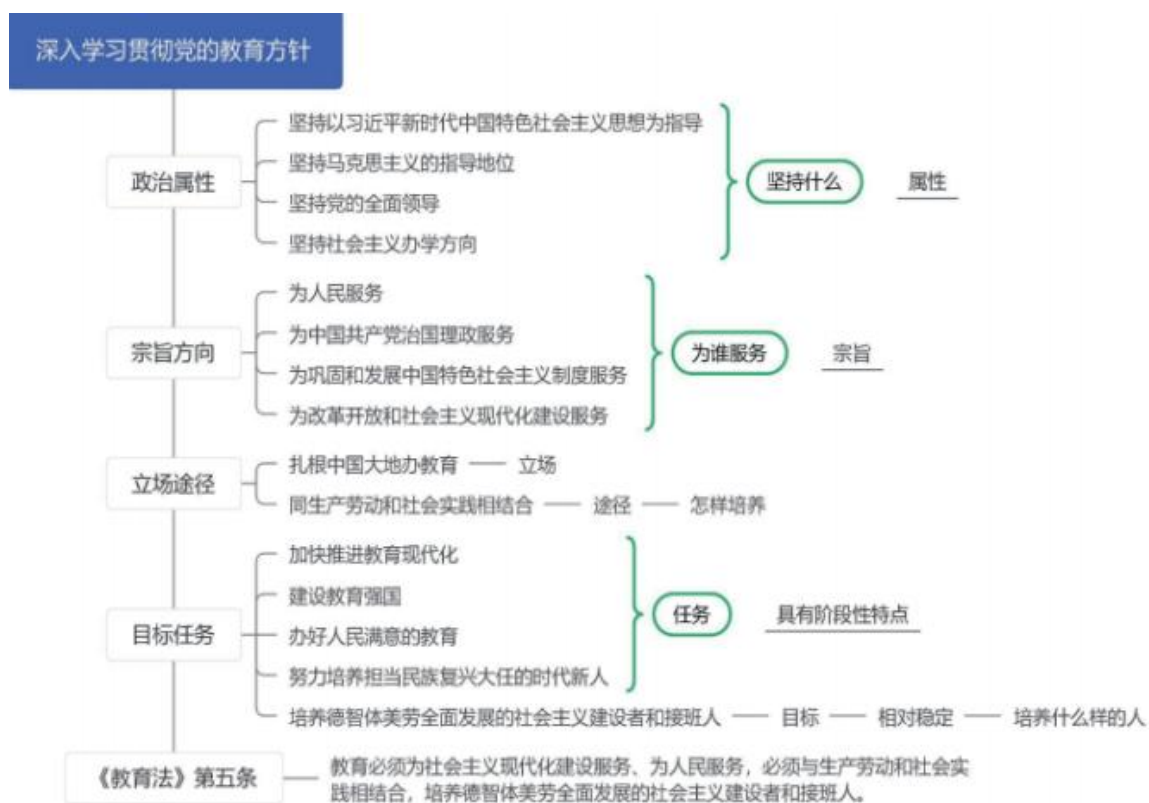 深入学习贯彻党的教育方针
政治属性
坚持以习近平新时代中国特色社会主义思想为指导
坚持马克思主义的指导地位
坚持党的全面领导
坚持社会主义办学方向
坚持什么
属性
宗旨方向
为人民服务
为中国共产党治国理政服务
为巩固和发展中国特色社会主义制度服务
为改革开放和社会主义现代化建设服务
为谁服务
宗旨
立场途径
扎根中国大地办教育
立场
同生产劳动和社会实践相结合
途径
怎样培养
目标任务
加快推进教育现代化
建设教育强国
办好人民满意的教育
努力培养担当民族复兴大任的时代新人
任务
具有阶段性特点
培养德智体美劳全面发展的社会主义建设者和接班人
目标
相对稳定
培养什么样的人
《教育法》第五条
教育必须为社会主义现代化建设服务、为人民服务，必须与生产劳动和社会实
践相结合，培养德智体美劳全面发展的社会主义建设者和接班人。